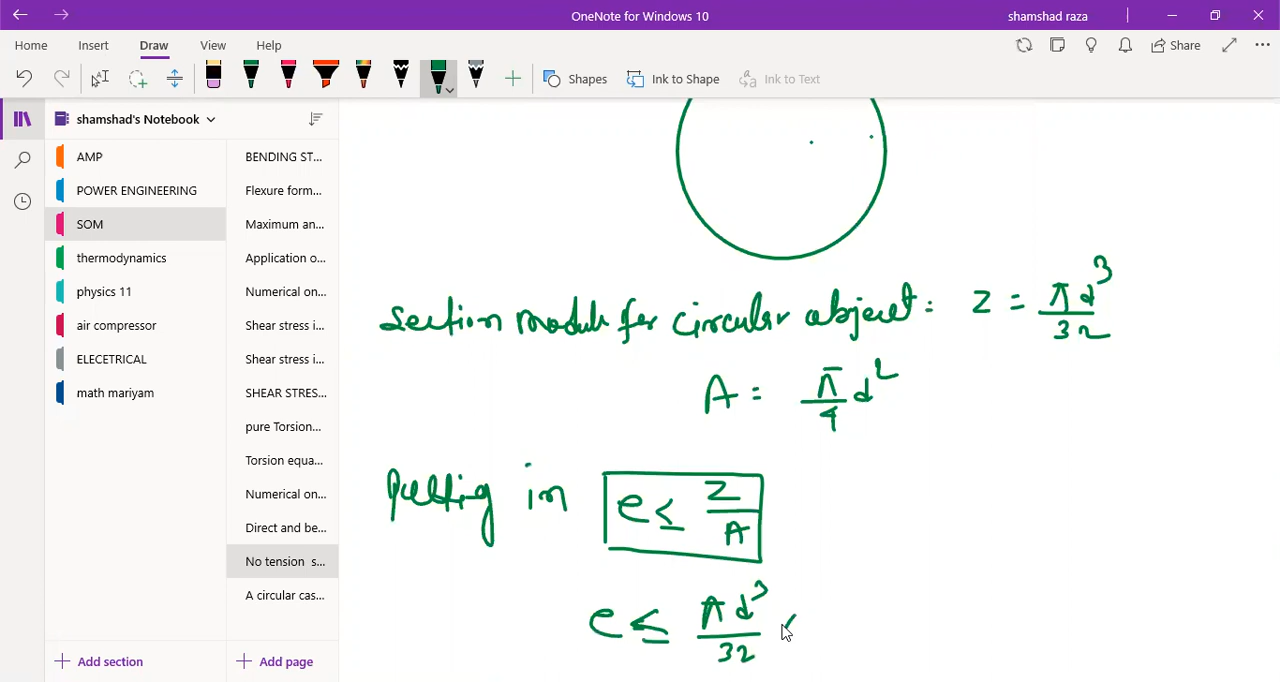 OneNote for Windows 10
shamshad raza
Home Insert Draw View Help
Share
Shapes
Ink to Shape
Ink to Text
shamshad's Notebook
AMP
POWER ENGINEERING
SOM
thermodynamics
physics 11
air compressor
ELECETRICAL
math mariyam
Add section
BENDING ST...
Flexure form...
Maximum an...
Application o...
Numerical on...
Shear stress i...
Shear stress i...
SHEAR STRES...
pure Torsion...
Torsion equa...
Numerical on...
Direct and be...
No tension s...
A circular cas...
Add page
section module for circular object: Z = πd³/32
A = π/4 d²
Putting in e ≤ Z/A
e ≤ πd³/32